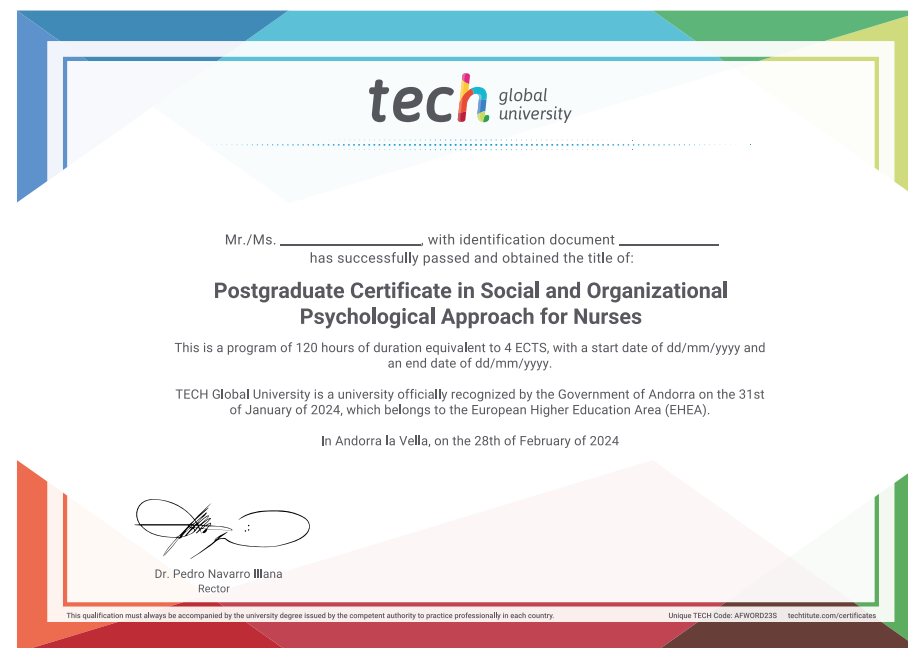 tech global university
Mr./Ms. ____________________, with identification document ______________
has successfully passed and obtained the title of:
Postgraduate Certificate in Social and Organizational
Psychological Approach for Nurses
This is a program of 120 hours of duration equivalent to 4 ECTS, with a start date of dd/mm/yyyy and
an end date of dd/mm/yyyy.
TECH Global University is a university officially recognized by the Government of Andorra on the 31st
of January of 2024, which belongs to the European Higher Education Area (EHEA).
In Andorra la Vella, on the 28th of February of 2024
Dr. Pedro Navarro Illana
Rector
This qualification must always be accompanied by the university degree issued by the competent authority to practice professionally in each country.
Unique TECH Code: AFWORD23S techtitute.com/certificates